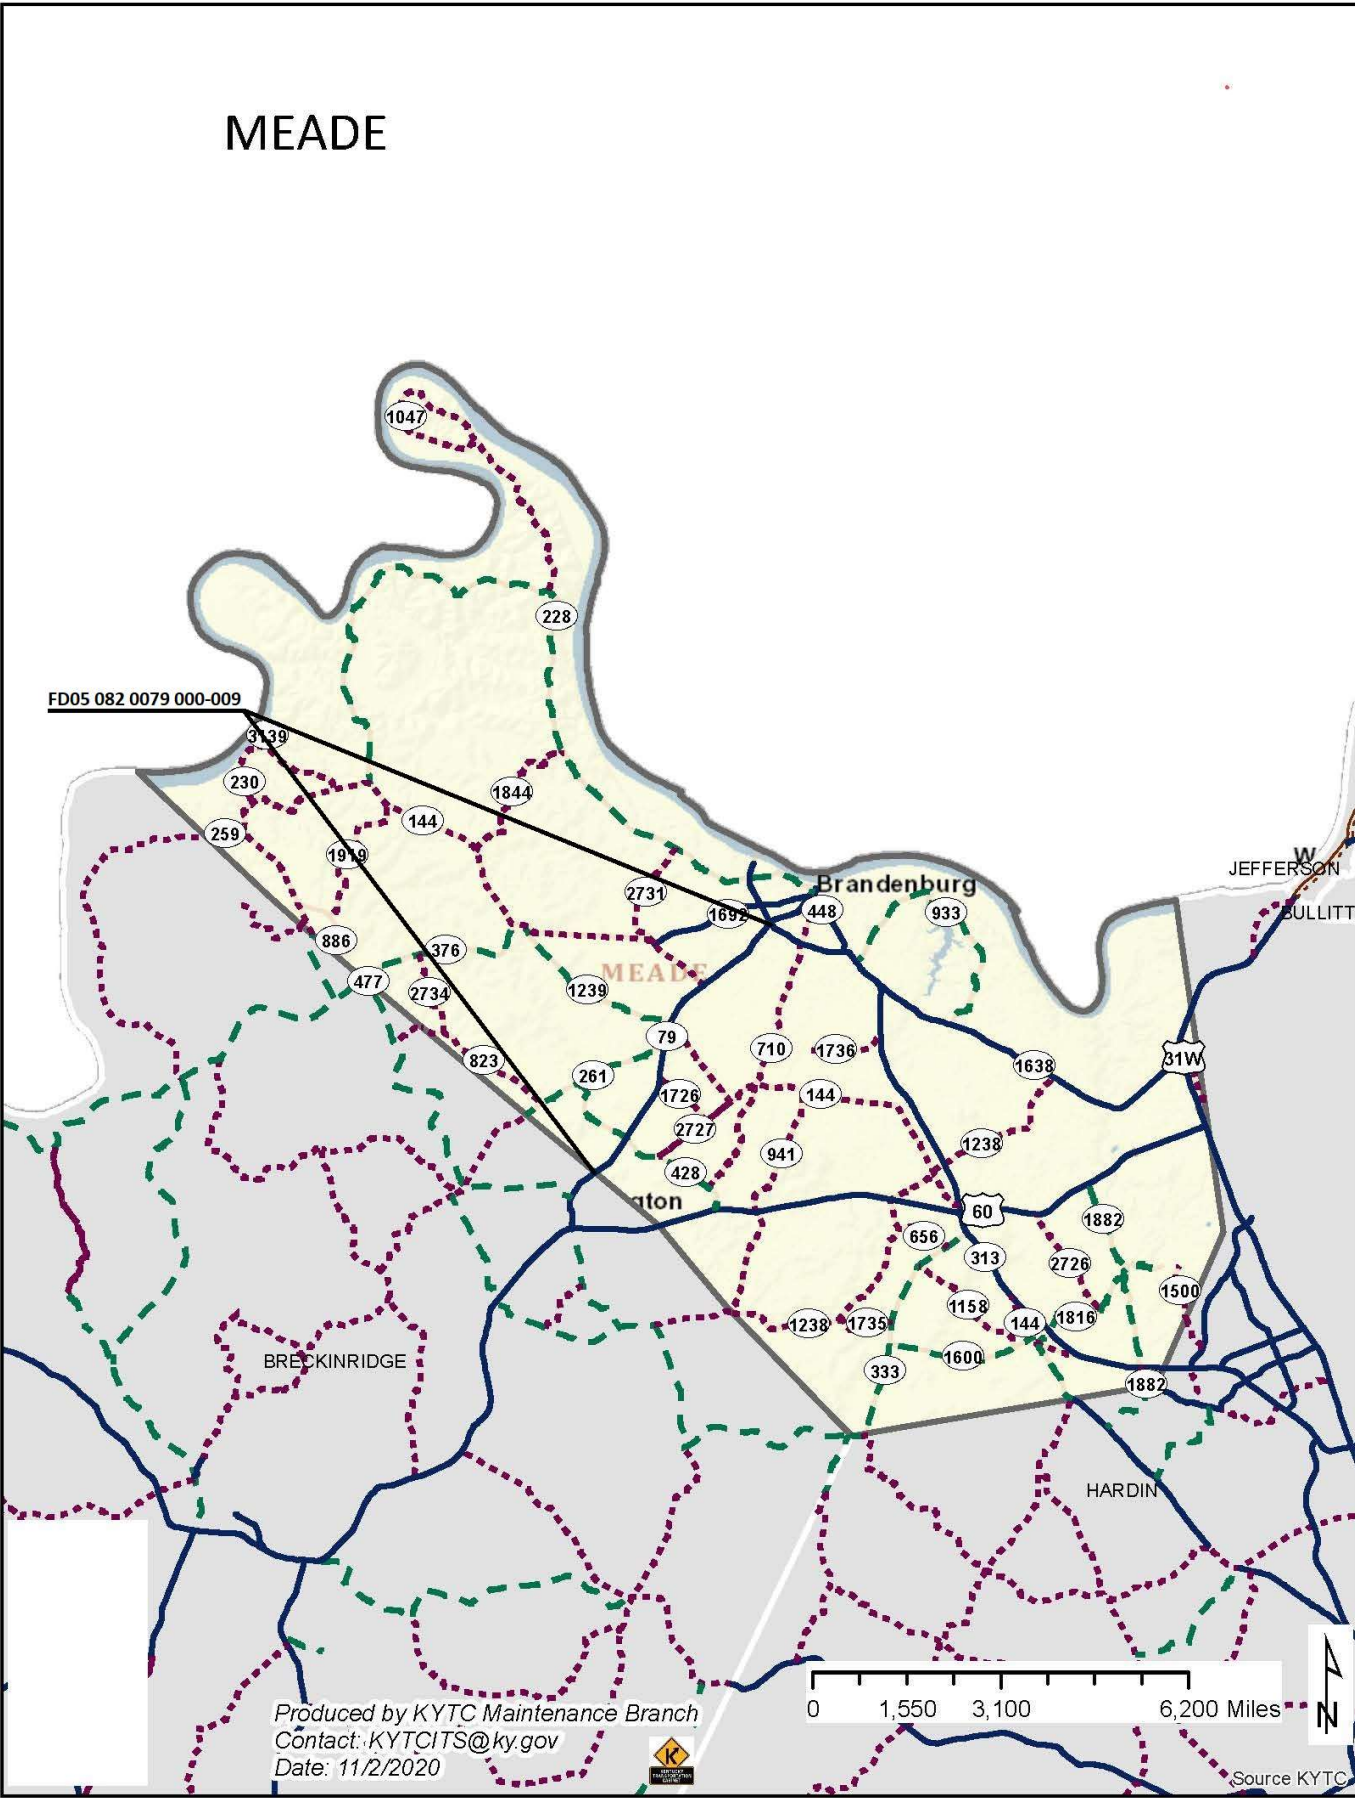 MEADE
1047
228
FD05 082 0079 000-009
3139
230
1844
144
259
1919
2731
Brandenburg
1692
448
933
W
JEFFERSON
BULLITT
886
376
477
2734
MEADE
1239
79
710
1736
1638
31W
823
261
1726
144
2727
941
1238
428
gton
60
1882
656
313
2726
1500
1158
144
1816
1238
1735
1600
333
1882
BRECKINRIDGE
HARDIN
0 1,550 3,100 6,200 Miles
N
Produced by KYTC Maintenance Branch
Contact: KYTCITS@ky.gov
Date: 11/2/2020
K
KENTUCKY
TRANSPORTATION
CABINET
Source KYTC